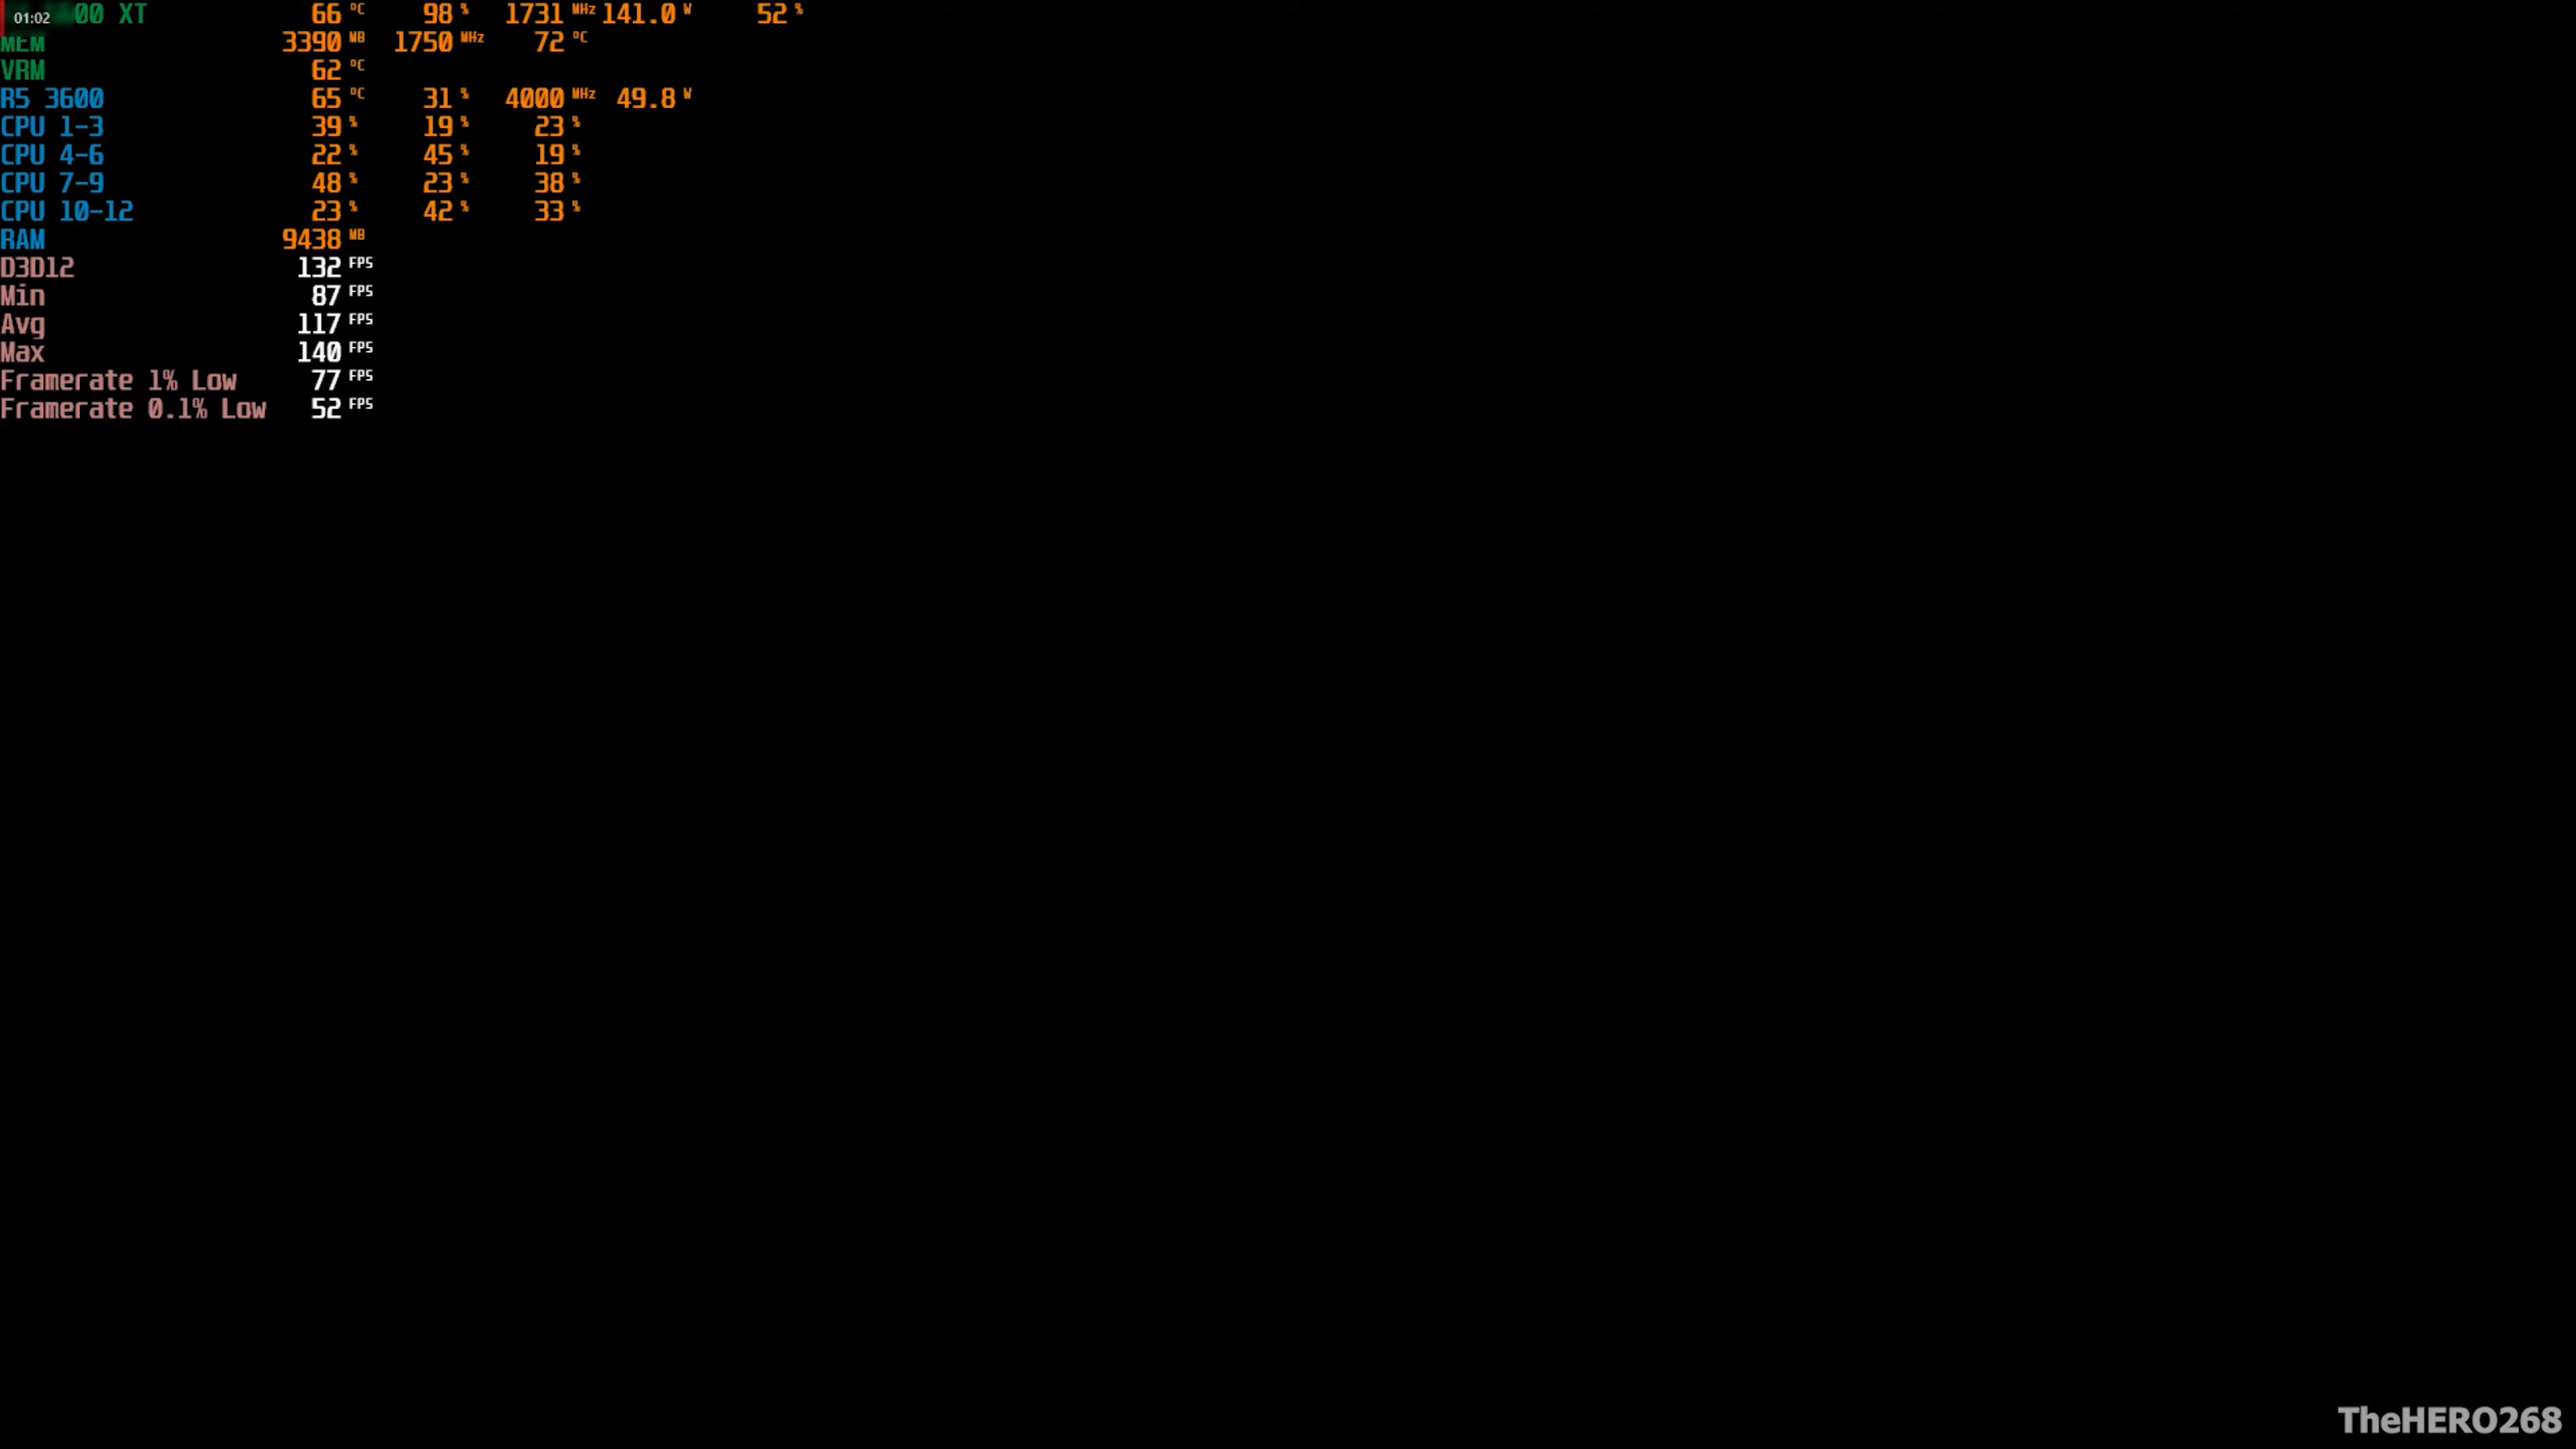 01:02 00 XT 66 °C 98 % 1731 MHz 141.0 W 52 %
MEM 3390 MB 1750 MHz 72 °C
VRM 62 °C
R5 3600 65 °C 31 % 4000 MHz 49.8 W
CPU 1-3 39 % 19 % 23 %
CPU 4-6 22 % 45 % 19 %
CPU 7-9 48 % 23 % 38 %
CPU 10-12 23 % 42 % 33 %
RAM 9438 MB
D3D12 132 FPS
Min 87 FPS
Avg 117 FPS
Max 140 FPS
Framerate 1% Low 77 FPS
Framerate 0.1% Low 52 FPS
TheHERO268